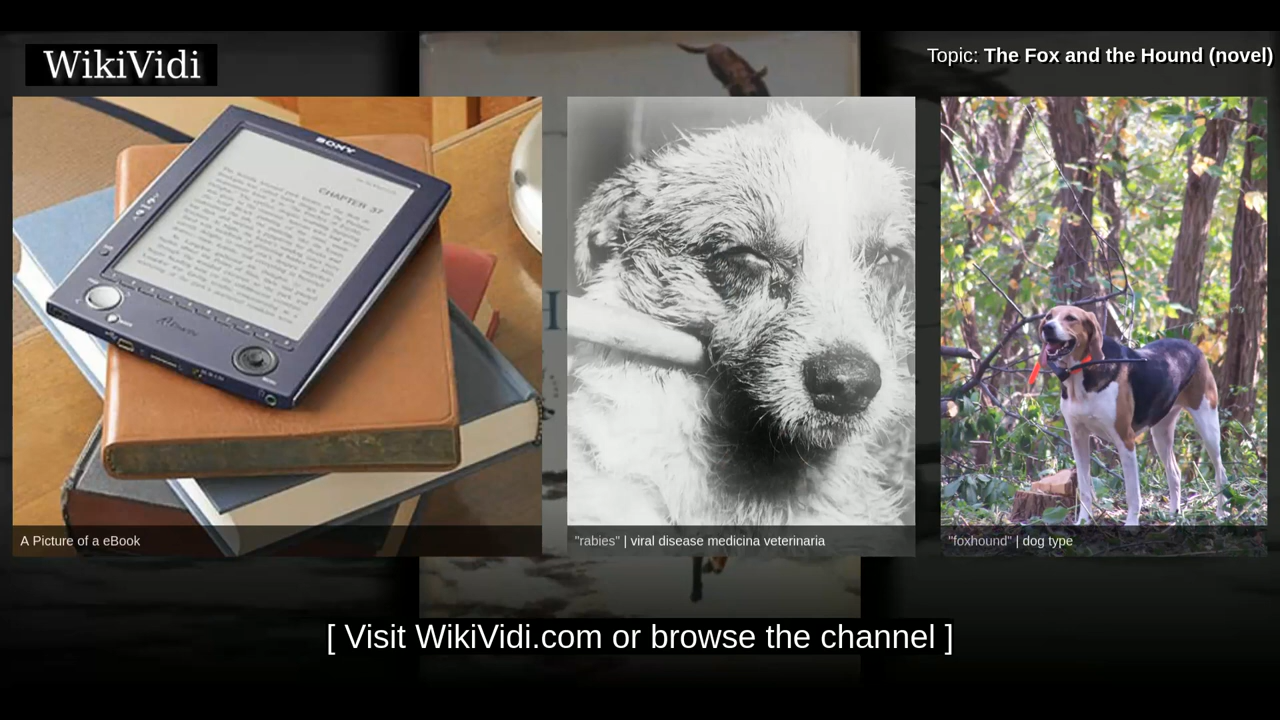 WikiVidi
Topic: The Fox and the Hound (novel)
SONY
CHAPTER 37
A Picture of a eBook
"rabies" | viral disease medicina veterinaria
"foxhound" | dog type
[ Visit WikiVidi.com or browse the channel ]